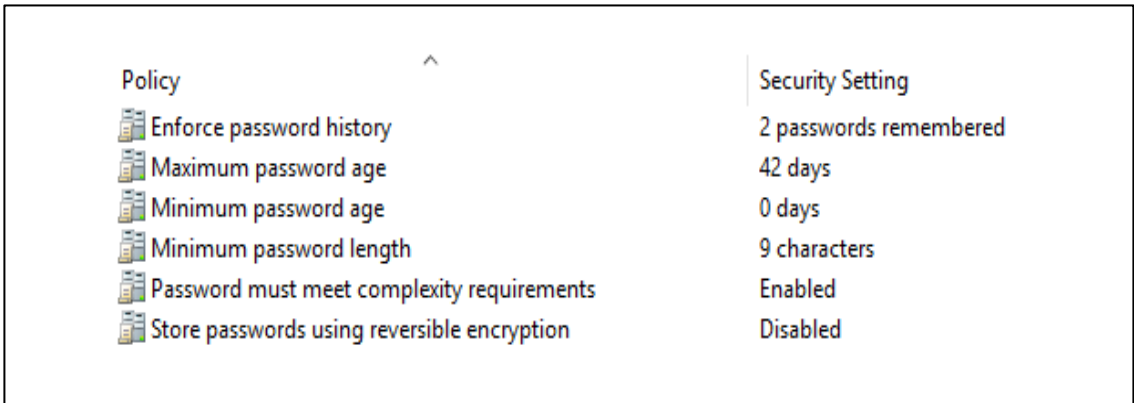 Policy Security Setting
Enforce password history 2 passwords remembered
Maximum password age 42 days
Minimum password age 0 days
Minimum password length 9 characters
Password must meet complexity requirements Enabled
Store passwords using reversible encryption Disabled